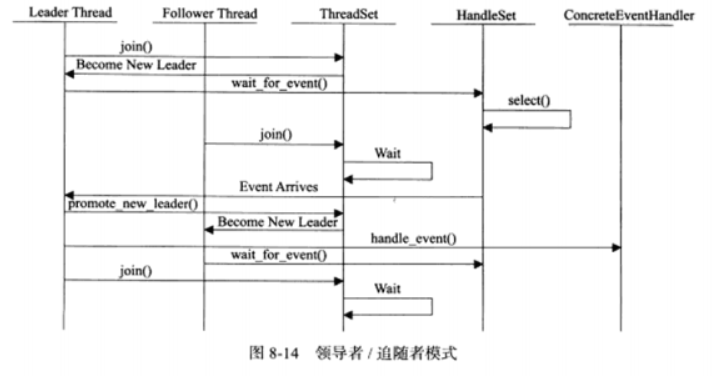 Leader Thread Follower Thread ThreadSet HandleSet ConcreteEventHandler
join()
Become New Leader
wait_for_event()
select()
join()
Wait
Event Arrives
promote_new_leader()
Become New Leader
handle_event()
wait_for_event()
join()
Wait
图 8-14 领导者 / 追随者模式